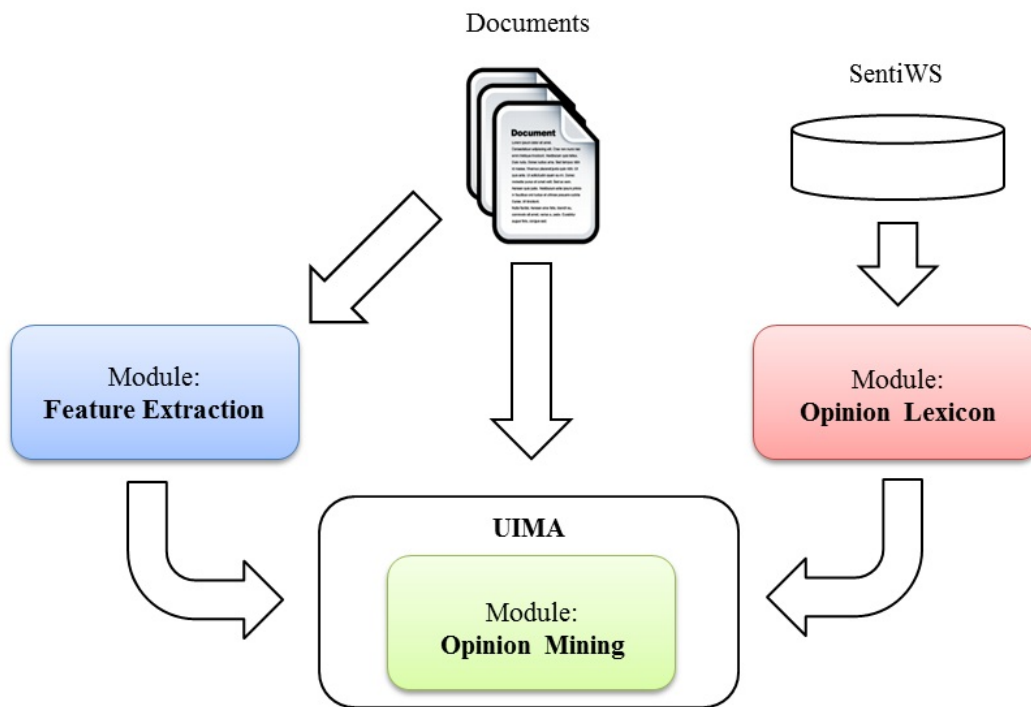 Documents
SentiWS
Document
Module:
Feature Extraction
Module:
Opinion Lexicon
UIMA
Module:
Opinion Mining